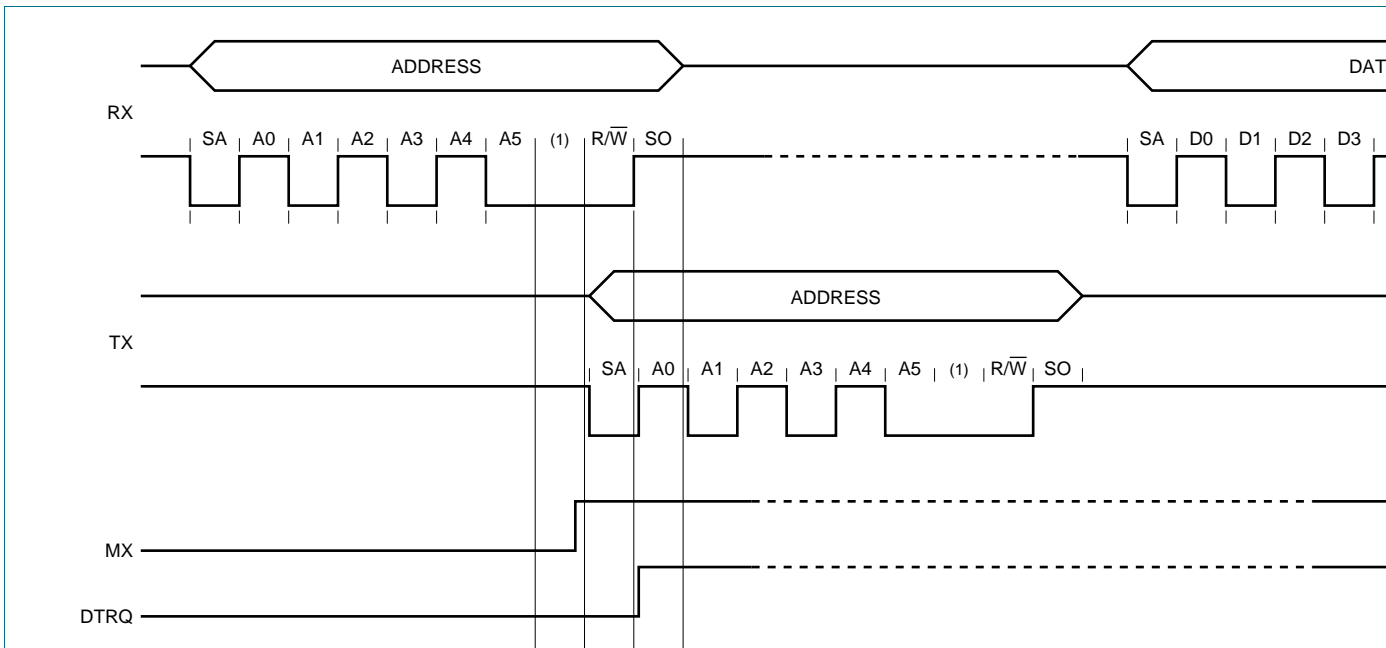 ADDRESS
DAT
RX
SA A0 A1 A2 A3 A4 A5 (1) R/W̅ SO
SA D0 D1 D2 D3
ADDRESS
TX
SA A0 A1 A2 A3 A4 A5 (1) R/W̅ SO
MX
DTRQ